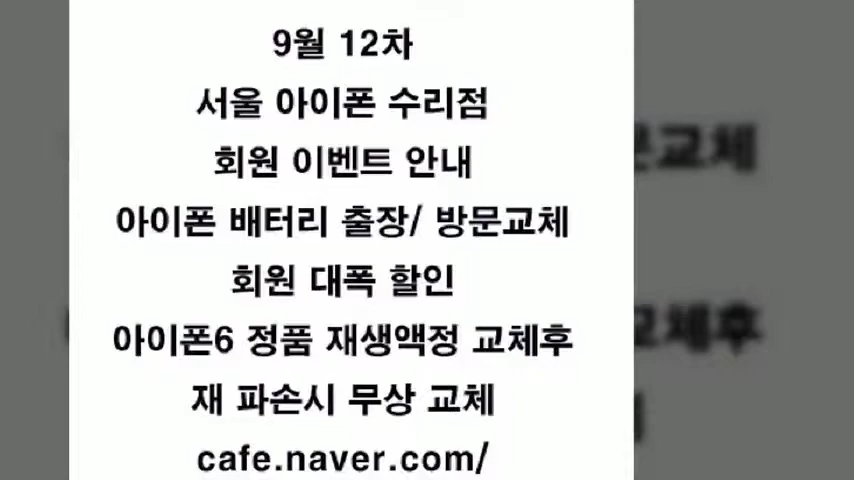 9월 12차
서울 아이폰 수리점
회원 이벤트 안내
아이폰 배터리 출장/ 방문교체
회원 대폭 할인
아이폰6 정품 재생액정 교체후
재 파손시 무상 교체
cafe.naver.com/